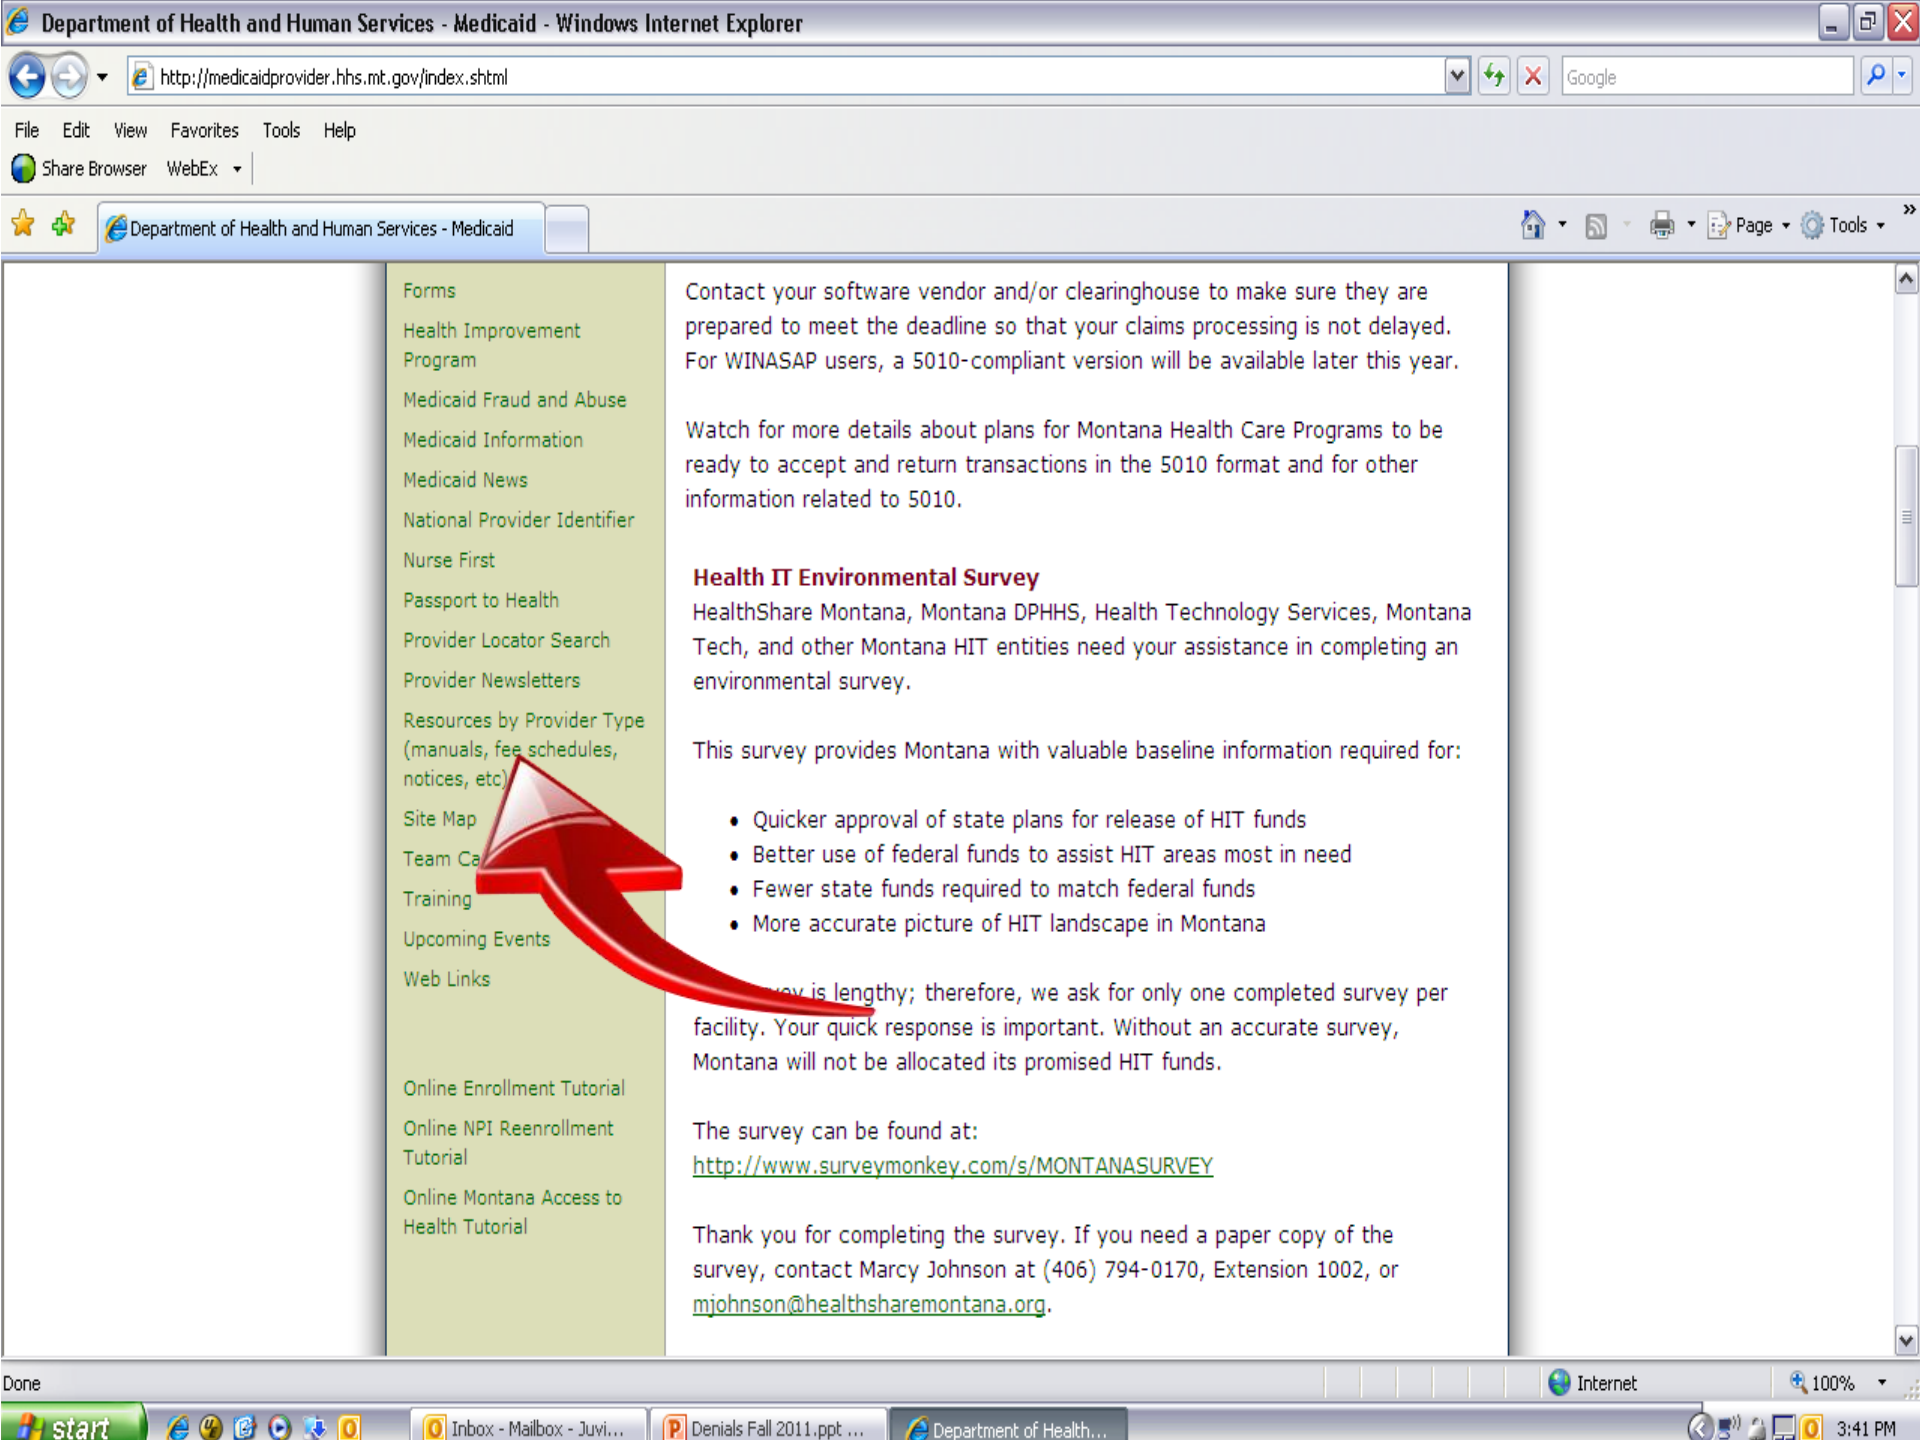 Department of Health and Human Services - Medicaid - Windows Internet Explorer
http://medicaidprovider.hhs.mt.gov/index.shtml
Google
File Edit View Favorites Tools Help
Share Browser WebEx
Department of Health and Human Services - Medicaid
Page Tools
Forms
Health Improvement
Program
Medicaid Fraud and Abuse
Medicaid Information
Medicaid News
National Provider Identifier
Nurse First
Passport to Health
Provider Locator Search
Provider Newsletters
Resources by Provider Type
(manuals, fee schedules,
notices, etc)
Site Map
Team
Training
Upcoming Events
Web Links
Online Enrollment Tutorial
Online NPI Reenrollment
Tutorial
Online Montana Access to
Health Tutorial
Contact your software vendor and/or clearinghouse to make sure they are
prepared to meet the deadline so that your claims processing is not delayed.
For WINASAP users, a 5010-compliant version will be available later this year.
Watch for more details about plans for Montana Health Care Programs to be
ready to accept and return transactions in the 5010 format and for other
information related to 5010.
Health IT Environmental Survey
HealthShare Montana, Montana DPHHS, Health Technology Services, Montana
Tech, and other Montana HIT entities need your assistance in completing an
environmental survey.
This survey provides Montana with valuable baseline information required for:
• Quicker approval of state plans for release of HIT funds
• Better use of federal funds to assist HIT areas most in need
• Fewer state funds required to match federal funds
• More accurate picture of HIT landscape in Montana
is lengthy; therefore, we ask for only one completed survey per
facility. Your quick response is important. Without an accurate survey,
Montana will not be allocated its promised HIT funds.
The survey can be found at:
http://www.surveymonkey.com/s/MONTANASURVEY
Thank you for completing the survey. If you need a paper copy of the
survey, contact Marcy Johnson at (406) 794-0170, Extension 1002, or
mjohnson@healthsharemontana.org.
Done
Internet
100%
start
Inbox - Mailbox - Juvi...
Denials Fall 2011.ppt ...
Department of Health...
3:41 PM